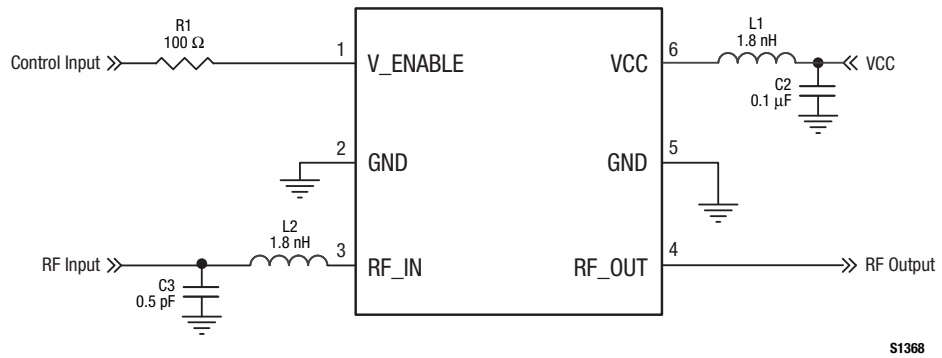 R1
100 Ω
Control Input
1
V_ENABLE
VCC
6
L1
1.8 nH
VCC
C2
0.1 μF
2
GND
GND
5
L2
1.8 nH
RF Input
3
RF_IN
RF_OUT
4
RF Output
C3
0.5 pF
S1368